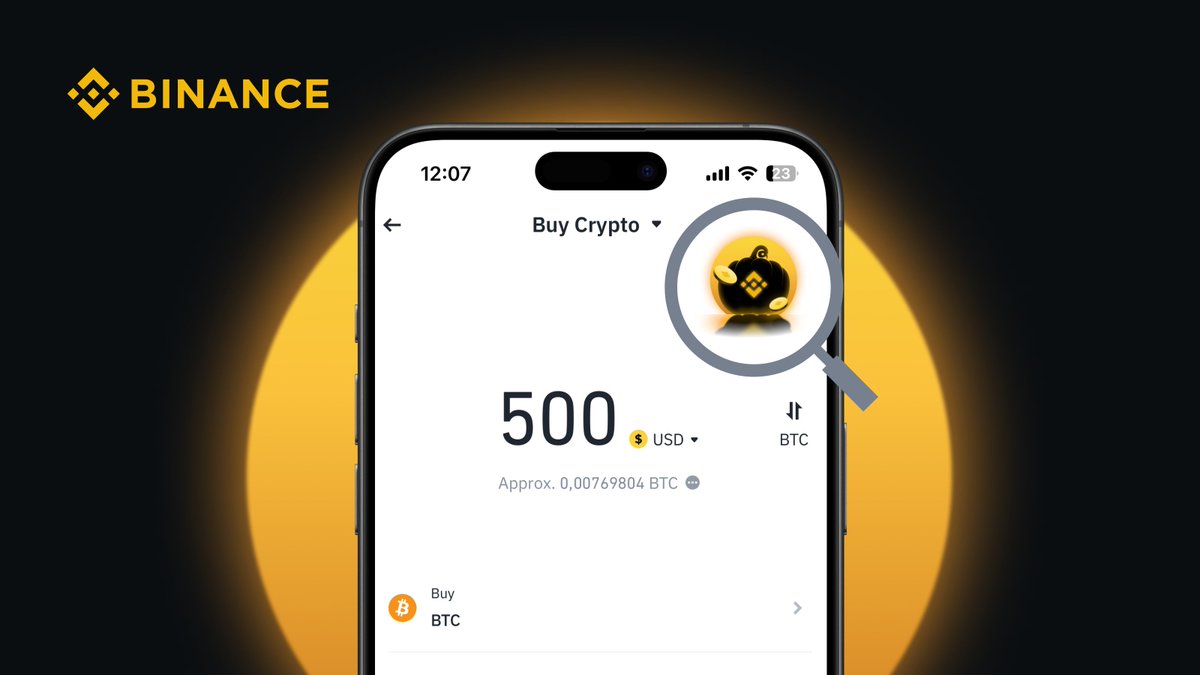 BINANCE
12:07
23
Buy Crypto
500
$ USD
BTC
Approx. 0,00769804 BTC
Buy
BTC